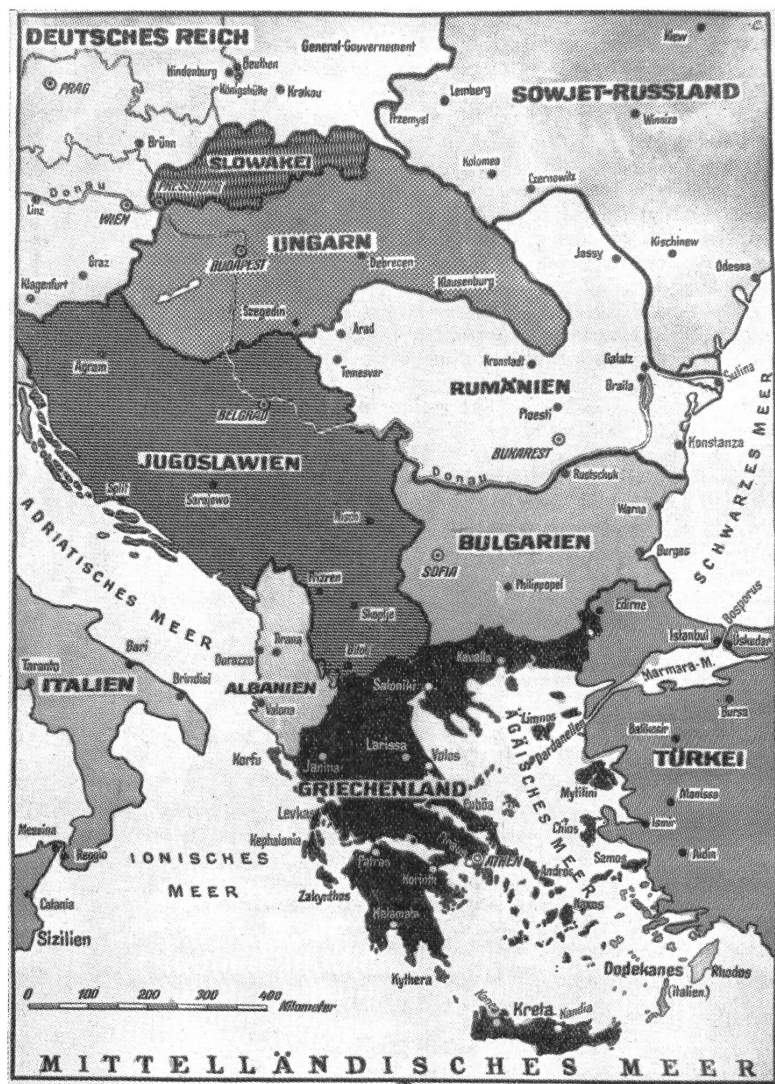 DEUTSCHES REICH
General-Gouvernement
Kiew
PRAG
Hindenburg
Beuthen
Königshütte
Krakau
Przemysl
Lemberg
SOWJET-RUSSLAND
Winniza
Brünn
SLOWAKEI
Kolomea
Czernowitz
Donau
PRESSBURG
Linz
WIEN
UNGARN
Jassy
Kischinew
Odessa
Graz
BUDAPEST
Debrecen
Klausenburg
Klagenfurt
Szegedin
Arad
Agram
Temesvar
Kronstadt
Galatz
Sulina
RUMÄNIEN
Braila
BELGRAD
Ploesti
BUKAREST
Konstanza
JUGOSLAWIEN
Donau
Rustschuk
SCHWARZES MEER
Split
Sarajewo
Nisch
Warna
ADRIATISCHES MEER
BULGARIEN
SOFIA
Burgas
Prizren
Philippopel
Skoplje
Edirne
Bosporus
Tirana
Durazzo
Bitol
Istanbul
Üsküdar
Bari
Taranto
Brindisi
ITALIEN
ALBANIEN
Valona
Saloniki
Kavalla
Marmara-M.
Bursa
ÄGÄISCHES MEER
Limnos
Dardanellen
Balikesir
Korfu
Janina
Larissa
Volos
TÜRKEI
GRIECHENLAND
Mytilini
Manissa
Levkas
Euböa
Chios
Ismir
Messina
Reggio
Kephalonia
IONISCHES
MEER
Patras
Korinth
ATHEN
Andros
Samos
Aidin
Catania
Zakynthos
Naxos
Sizilien
Kalamata
Kythera
Dodekanes
(italien.)
Rhodos
0 100 200 300 400
Kilometer
Kreta
Kandia
MITTELLÄNDISCHES MEER